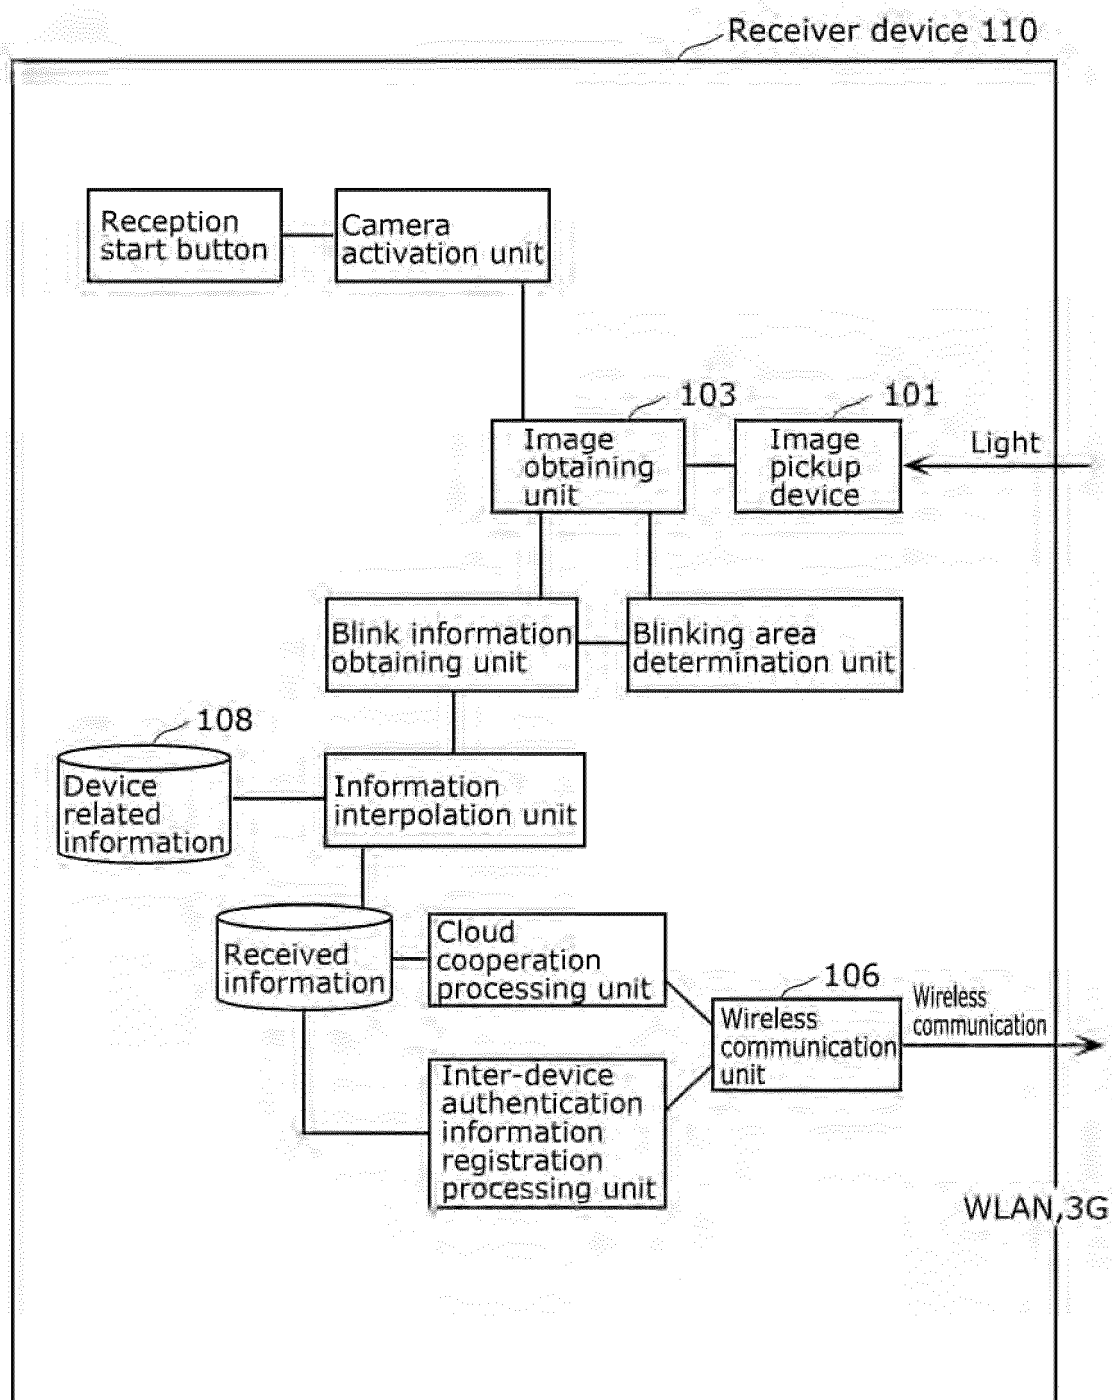 Receiver device 110
Reception
start button
Camera
activation unit
103
101
Image
obtaining
unit
Image
pickup
device
Light
Blink information
obtaining unit
Blinking area
determination unit
108
Device
related
information
Information
interpolation unit
Received
information
Cloud
cooperation
processing unit
106
Wireless
communication
unit
Wireless
communication
Inter-device
authentication
information
registration
processing unit
WLAN,3G